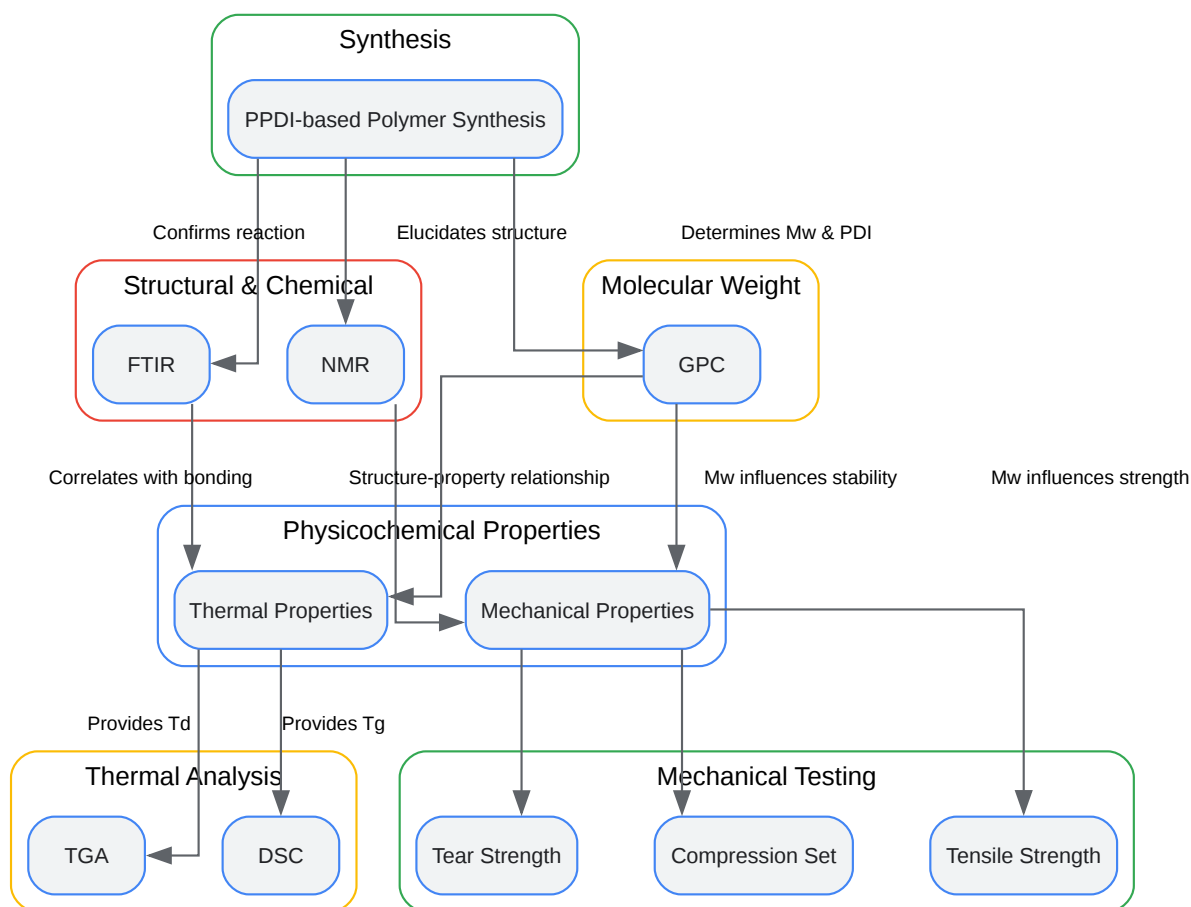 Synthesis
PPDI-based Polymer Synthesis
Confirms reaction
Elucidates structure
Determines Mw & PDI
Structural & Chemical
Molecular Weight
FTIR
NMR
GPC
Correlates with bonding
Structure-property relationship
Mw influences stability
Mw influences strength
Physicochemical Properties
Thermal Properties
Mechanical Properties
Provides Td
Provides Tg
Thermal Analysis
Mechanical Testing
TGA
DSC
Tear Strength
Compression Set
Tensile Strength